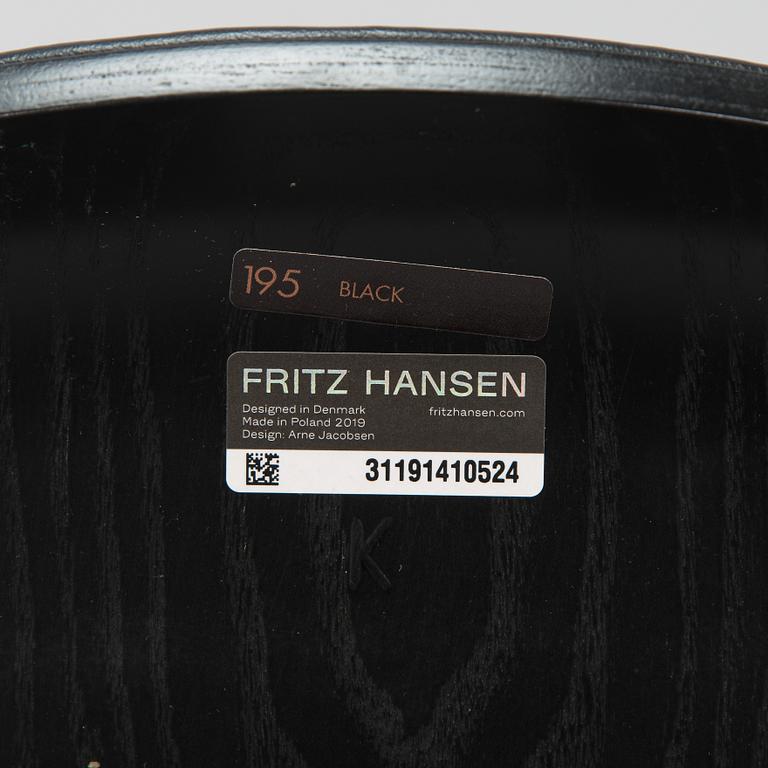 195 BLACK
FRITZ HANSEN
Designed in Denmark fritzhansen.com
Made in Poland 2019
Design: Arne Jacobsen
31191410524
K